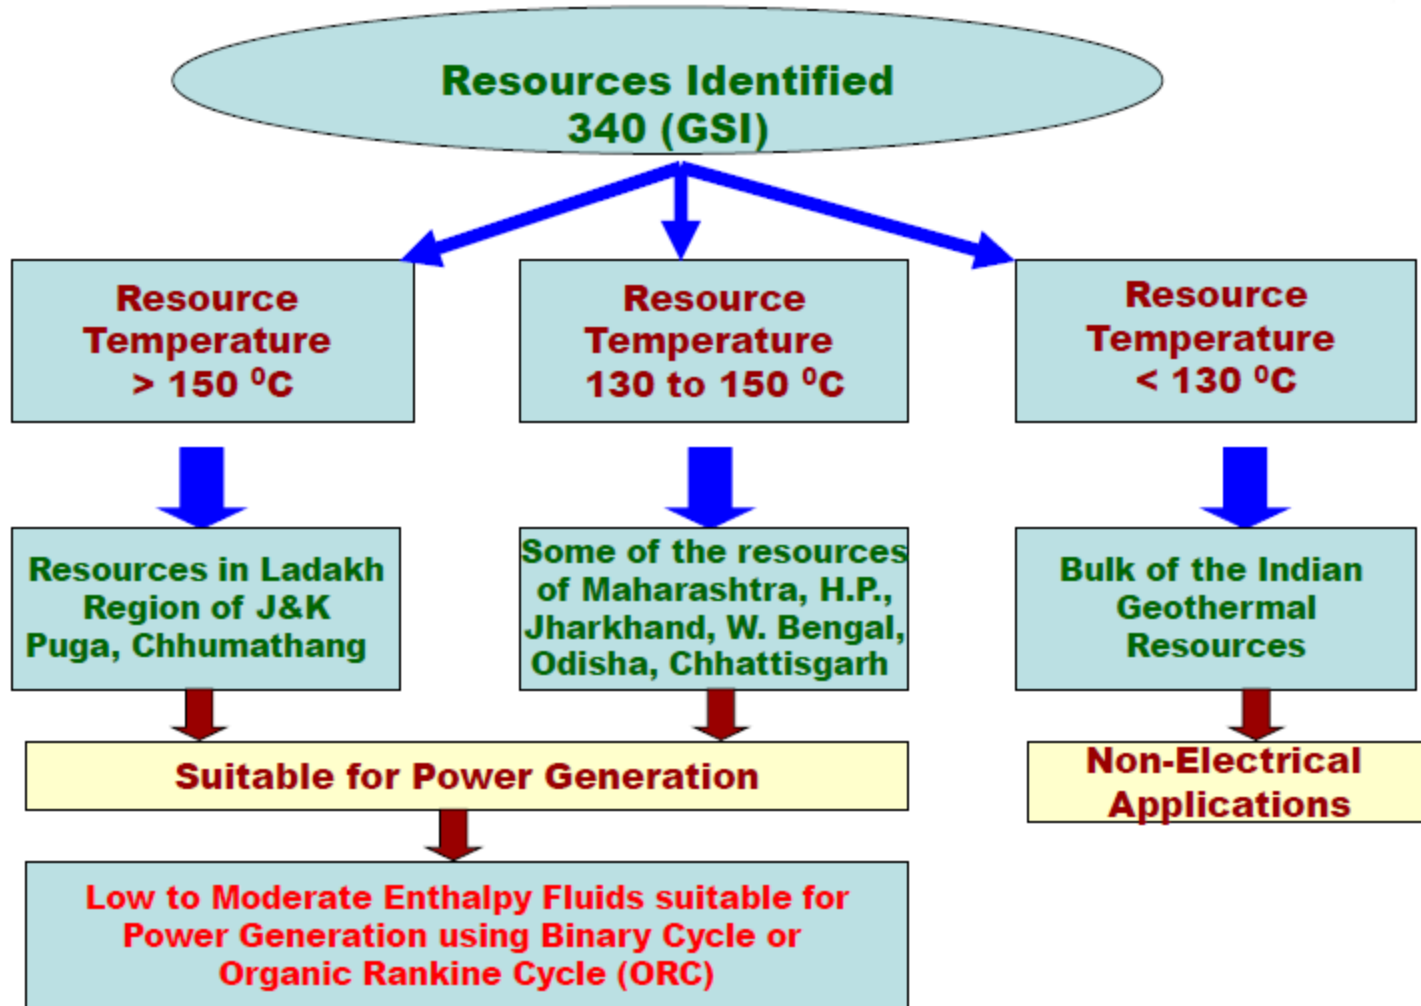 Resources Identified
340 (GSI)
Resource
Temperature
> 150 ⁰C
Resource
Temperature
130 to 150 ⁰C
Resource
Temperature
< 130 ⁰C
Resources in Ladakh
Region of J&K
Puga, Chhumathang
Some of the resources
of Maharashtra, H.P.,
Jharkhand, W. Bengal,
Odisha, Chhattisgarh
Bulk of the Indian
Geothermal
Resources
Suitable for Power Generation
Non-Electrical
Applications
Low to Moderate Enthalpy Fluids suitable for
Power Generation using Binary Cycle or
Organic Rankine Cycle (ORC)